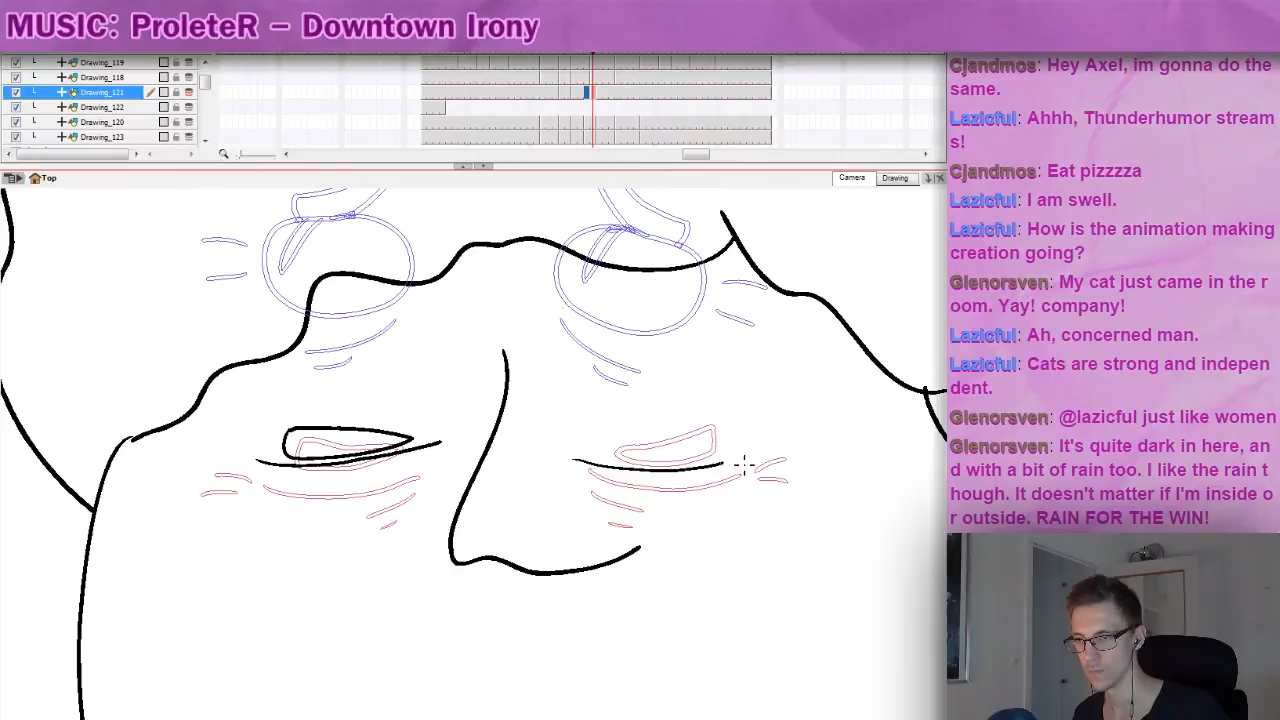 MUSIC: ProleteR – Downtown Irony
Drawing_119
Drawing_118
Drawing_121
Drawing_122
Drawing_120
Drawing_123
Top
Camera
Drawing
Cjandmos: Hey Axel, im gonna do the
same.
Lazicful: Ahhh, Thunderhumor stream
s!
Cjandmos: Eat pizzzza
Lazicful: I am swell.
Lazicful: How is the animation making
creation going?
Glenorsven: My cat just came in the r
oom. Yay! company!
Lazicful: Ah, concerned man.
Lazicful: Cats are strong and indepen
dent.
Glenorsven: @lazicful just like women
Glenorsven: It's quite dark in here, an
d with a bit of rain too. I like the rain t
hough. It doesn't matter if I'm inside o
r outside. RAIN FOR THE WIN!